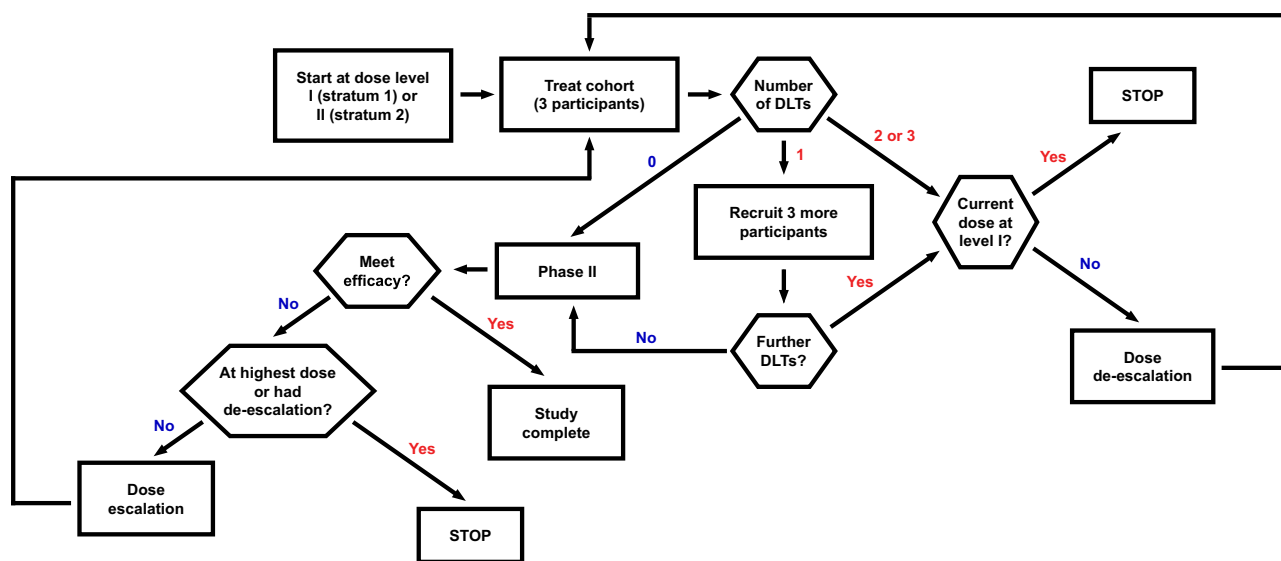 Start at dose level
I (stratum 1) or
II (stratum 2)
Treat cohort
(3 participants)
Number
of DLTs
STOP
0
1
2 or 3
Yes
Recruit 3 more
participants
Current
dose at
level I?
Meet
efficacy?
Phase II
No
Yes
No
Yes
No
Further
DLTs?
Dose
de-escalation
At highest dose
or had
de-escalation?
Study
complete
No
Yes
Dose
escalation
STOP